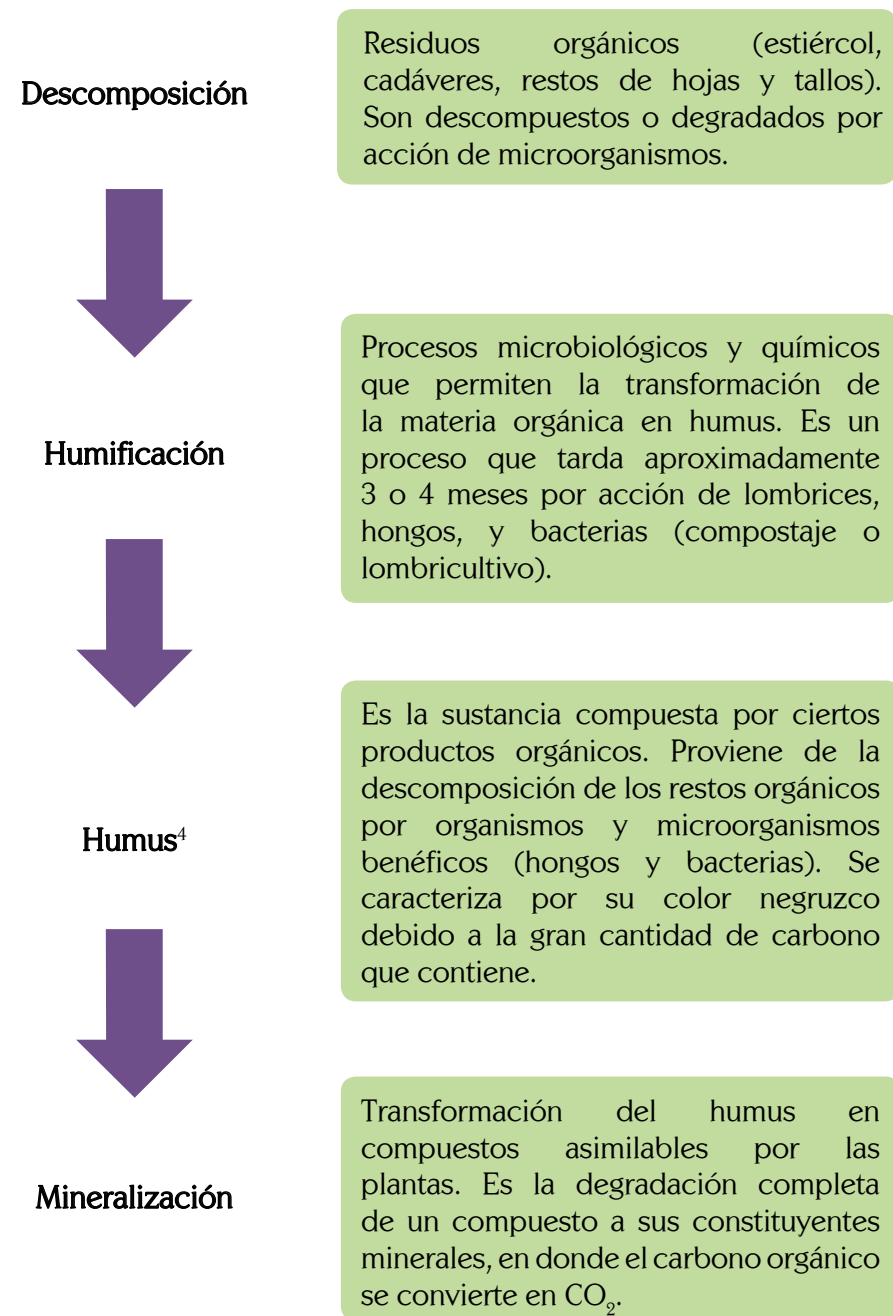 Descomposición
Residuos orgánicos (estiércol,
cadáveres, restos de hojas y tallos).
Son descompuestos o degradados por
acción de microorganismos.
Humificación
Procesos microbiológicos y químicos
que permiten la transformación de
la materia orgánica en humus. Es un
proceso que tarda aproximadamente
3 o 4 meses por acción de lombrices,
hongos, y bacterias (compostaje o
lombricultivo).
Humus⁴
Es la sustancia compuesta por ciertos
productos orgánicos. Proviene de la
descomposición de los restos orgánicos
por organismos y microorganismos
benéficos (hongos y bacterias). Se
caracteriza por su color negruzco
debido a la gran cantidad de carbono
que contiene.
Mineralización
Transformación del humus en
compuestos asimilables por las
plantas. Es la degradación completa
de un compuesto a sus constituyentes
minerales, en donde el carbono orgánico
se convierte en CO₂.